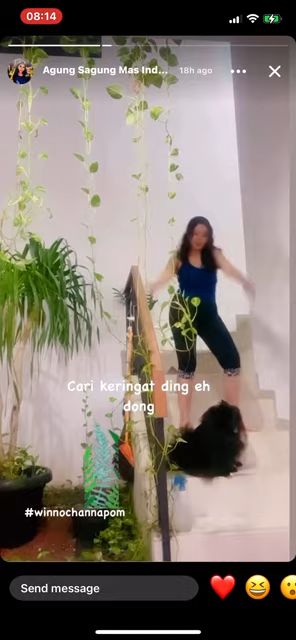 08:14
Agung Sagung Mas Ind... 18h ago
Cari keringat ding eh
dong
#winnochannapom
Send message